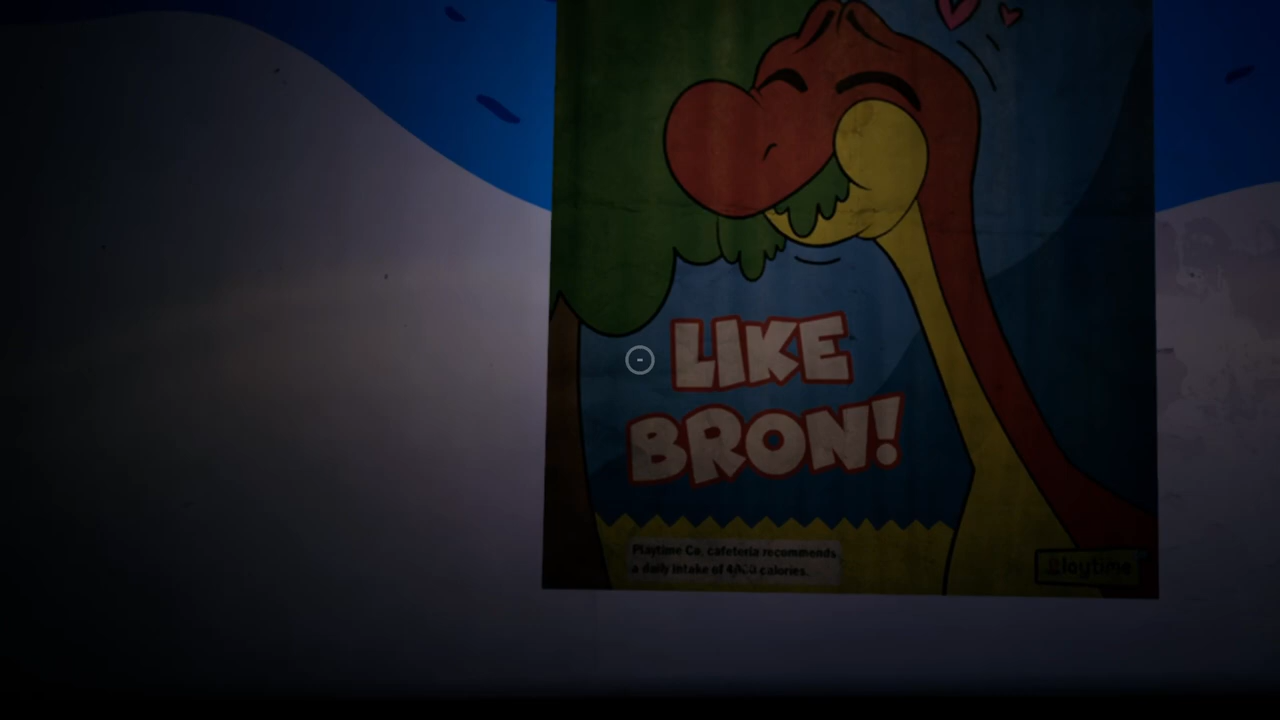 LIKE
BRON!
Playtime Co. cafeteria recommends
a daily intake of calories.
Playtime